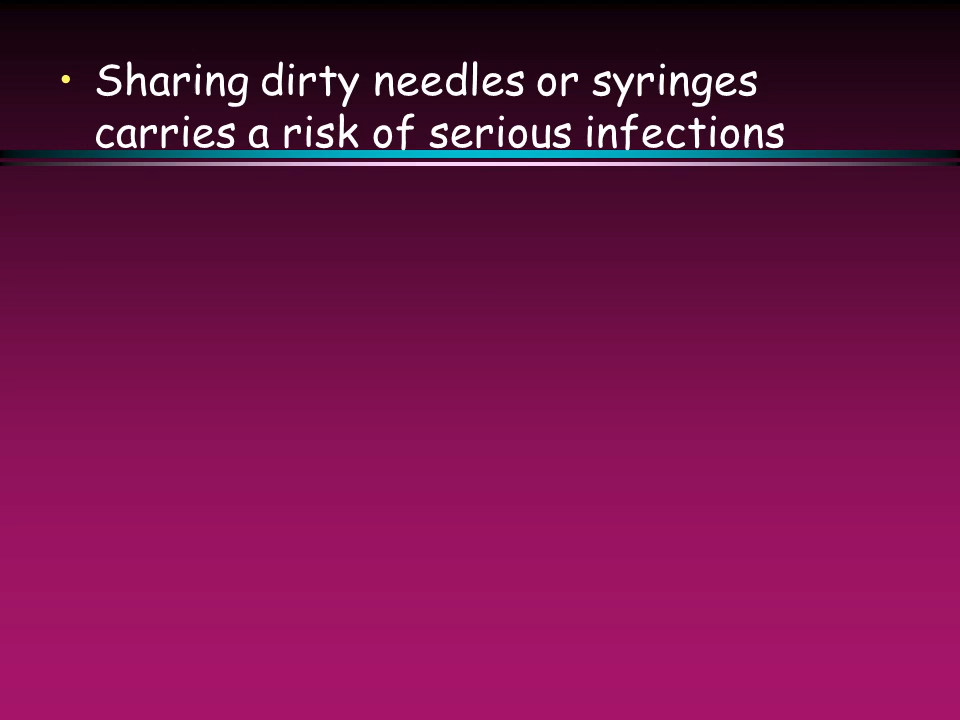 • Sharing dirty needles or syringes
carries a risk of serious infections